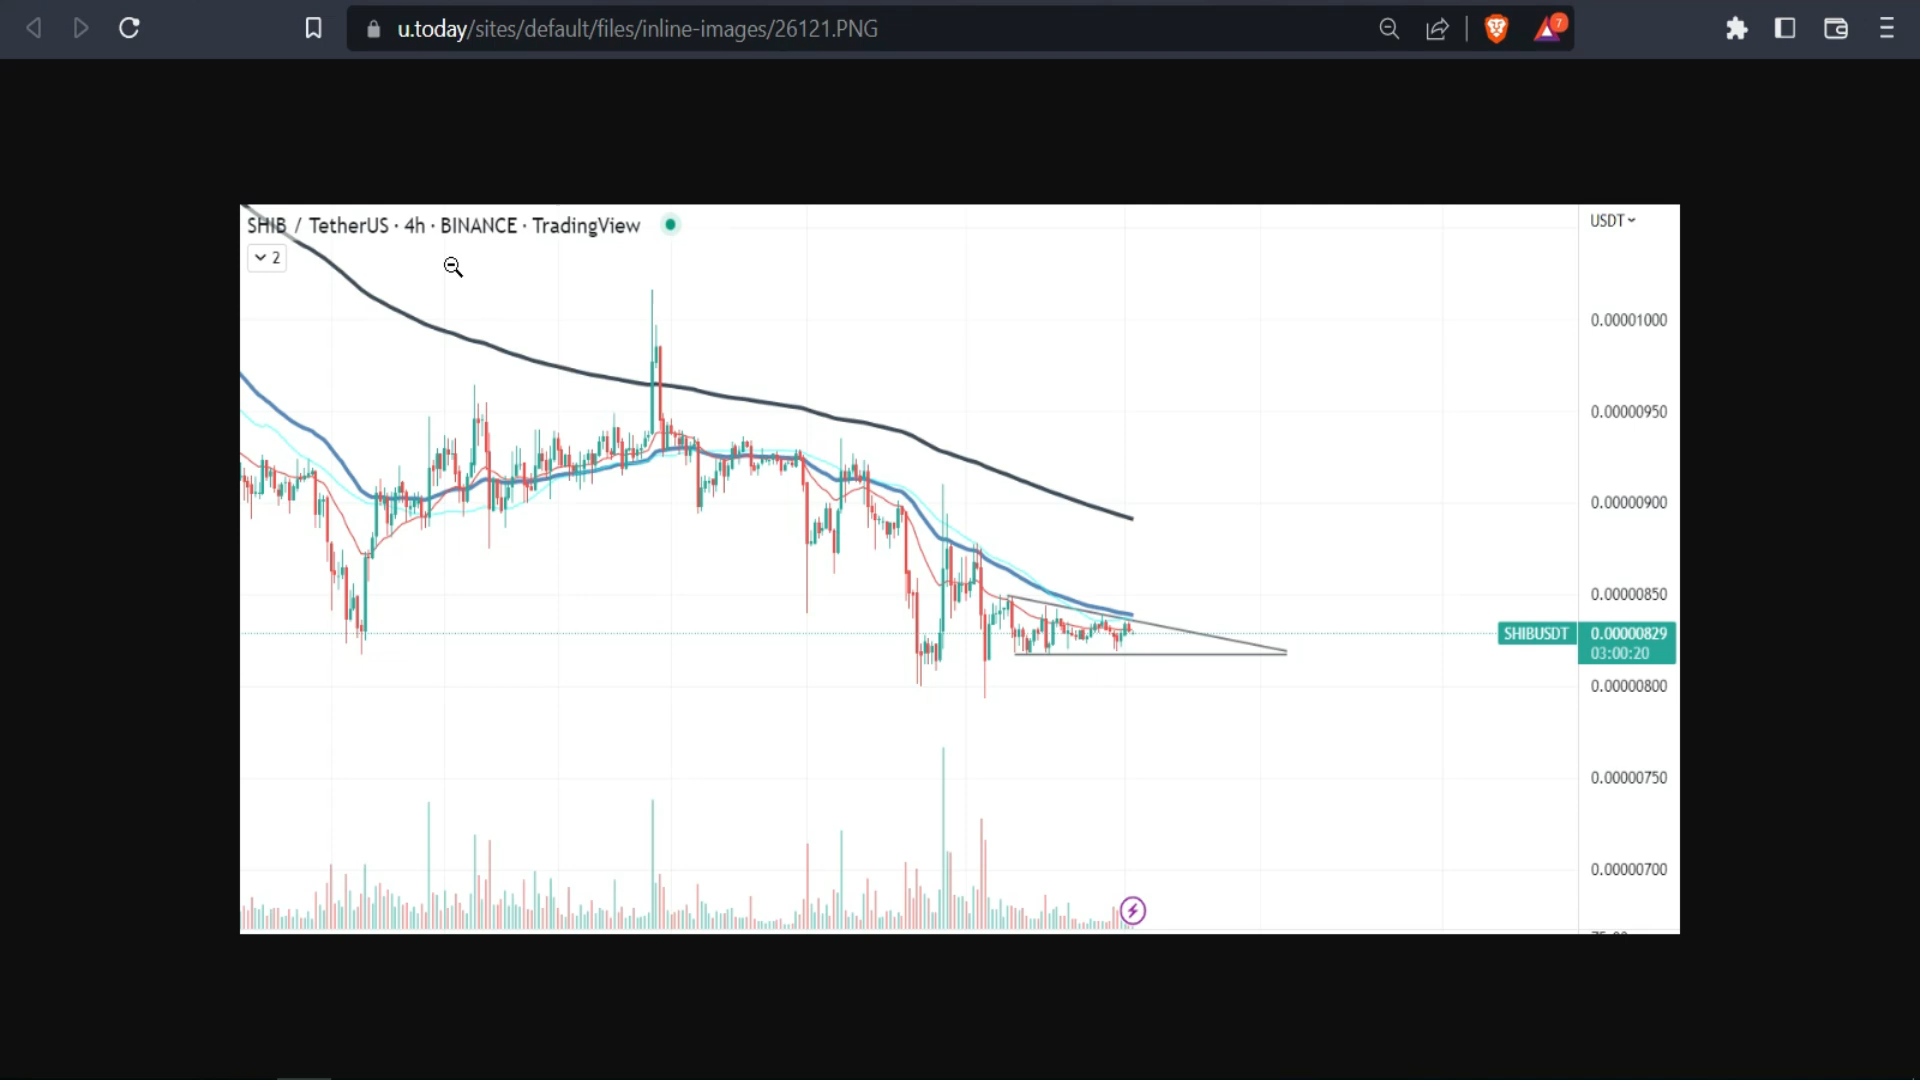 u.today/sites/default/files/inline-images/26121.PNG
7
SHIB / TetherUS · 4h · BINANCE · TradingView
USDT
2
0.00001000
0.00000950
0.00000900
0.00000850
SHIBUSDT 0.00000829
03:00:20
0.00000800
0.00000750
0.00000700